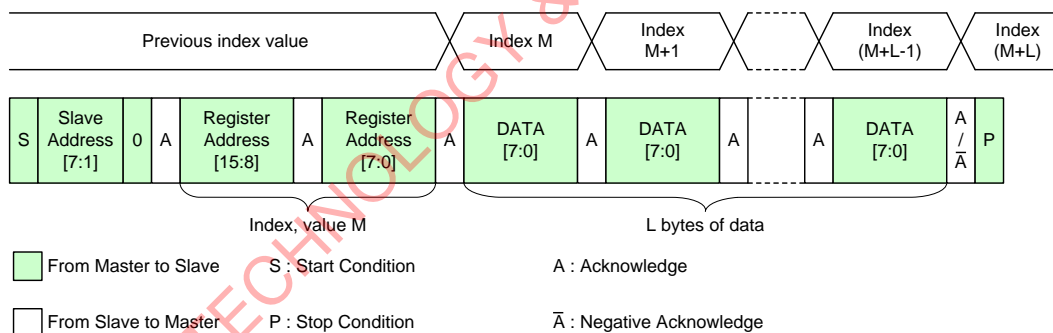 Previous index value
Index M
Index
M+1
Index
(M+L-1)
Index
(M+L)
S
Slave
Address
[7:1]
0
A
Register
Address
[15:8]
A
Register
Address
[7:0]
A
DATA
[7:0]
A
DATA
[7:0]
A
A
DATA
[7:0]
A
/
A̅
P
Index, value M
L bytes of data
From Master to Slave
S : Start Condition
A : Acknowledge
From Slave to Master
P : Stop Condition
A̅ : Negative Acknowledge
TECHNOLOGY &